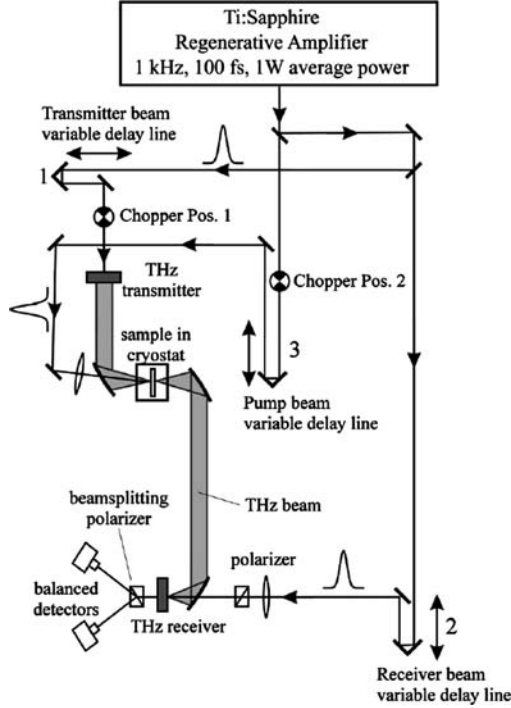 Ti:Sapphire
Regenerative Amplifier
1 kHz, 100 fs, 1W average power
Transmitter beam
variable delay line
1
Chopper Pos. 1
THz
transmitter
Chopper Pos. 2
sample in
cryostat
3
Pump beam
variable delay line
THz beam
beamsplitting
polarizer
polarizer
balanced
detectors
THz receiver
2
Receiver beam
variable delay line